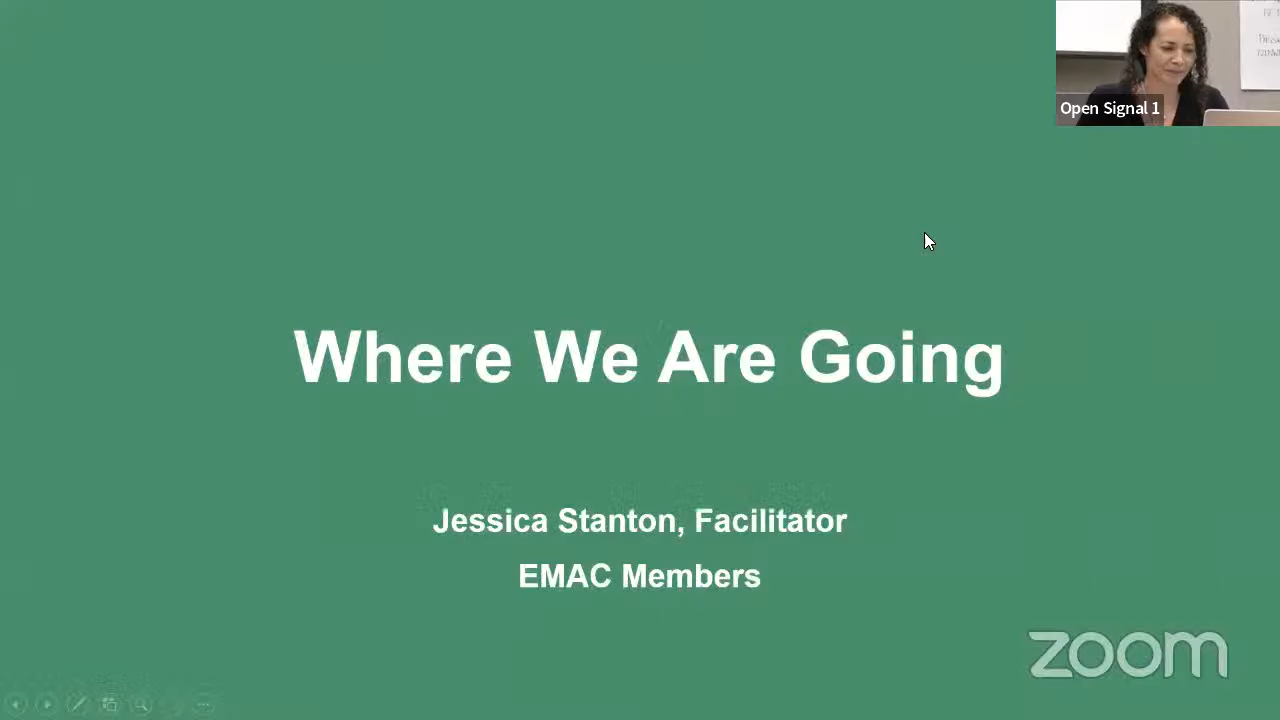 Open Signal 1
Where We Are Going
Jessica Stanton, Facilitator
EMAC Members
zoom